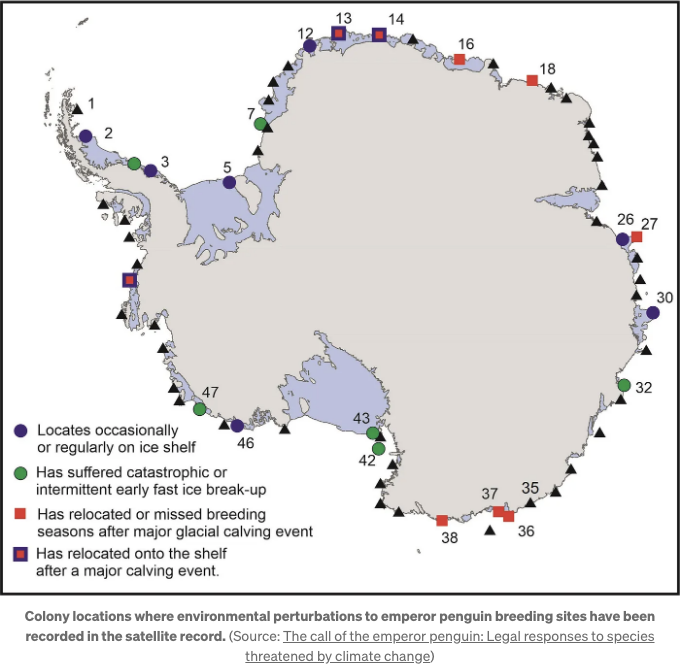 13
14
12
16
18
1
7
2
3
5
26
27
30
32
47
43
46
42
37
35
36
38
Locates occasionally
or regularly on ice shelf
Has suffered catastrophic or
intermittent early fast ice break-up
Has relocated or missed breeding
seasons after major glacial calving event
Has relocated onto the shelf
after a major calving event.
Colony locations where environmental perturbations to emperor penguin breeding sites have been
recorded in the satellite record. (Source: The call of the emperor penguin: Legal responses to species
threatened by climate change)